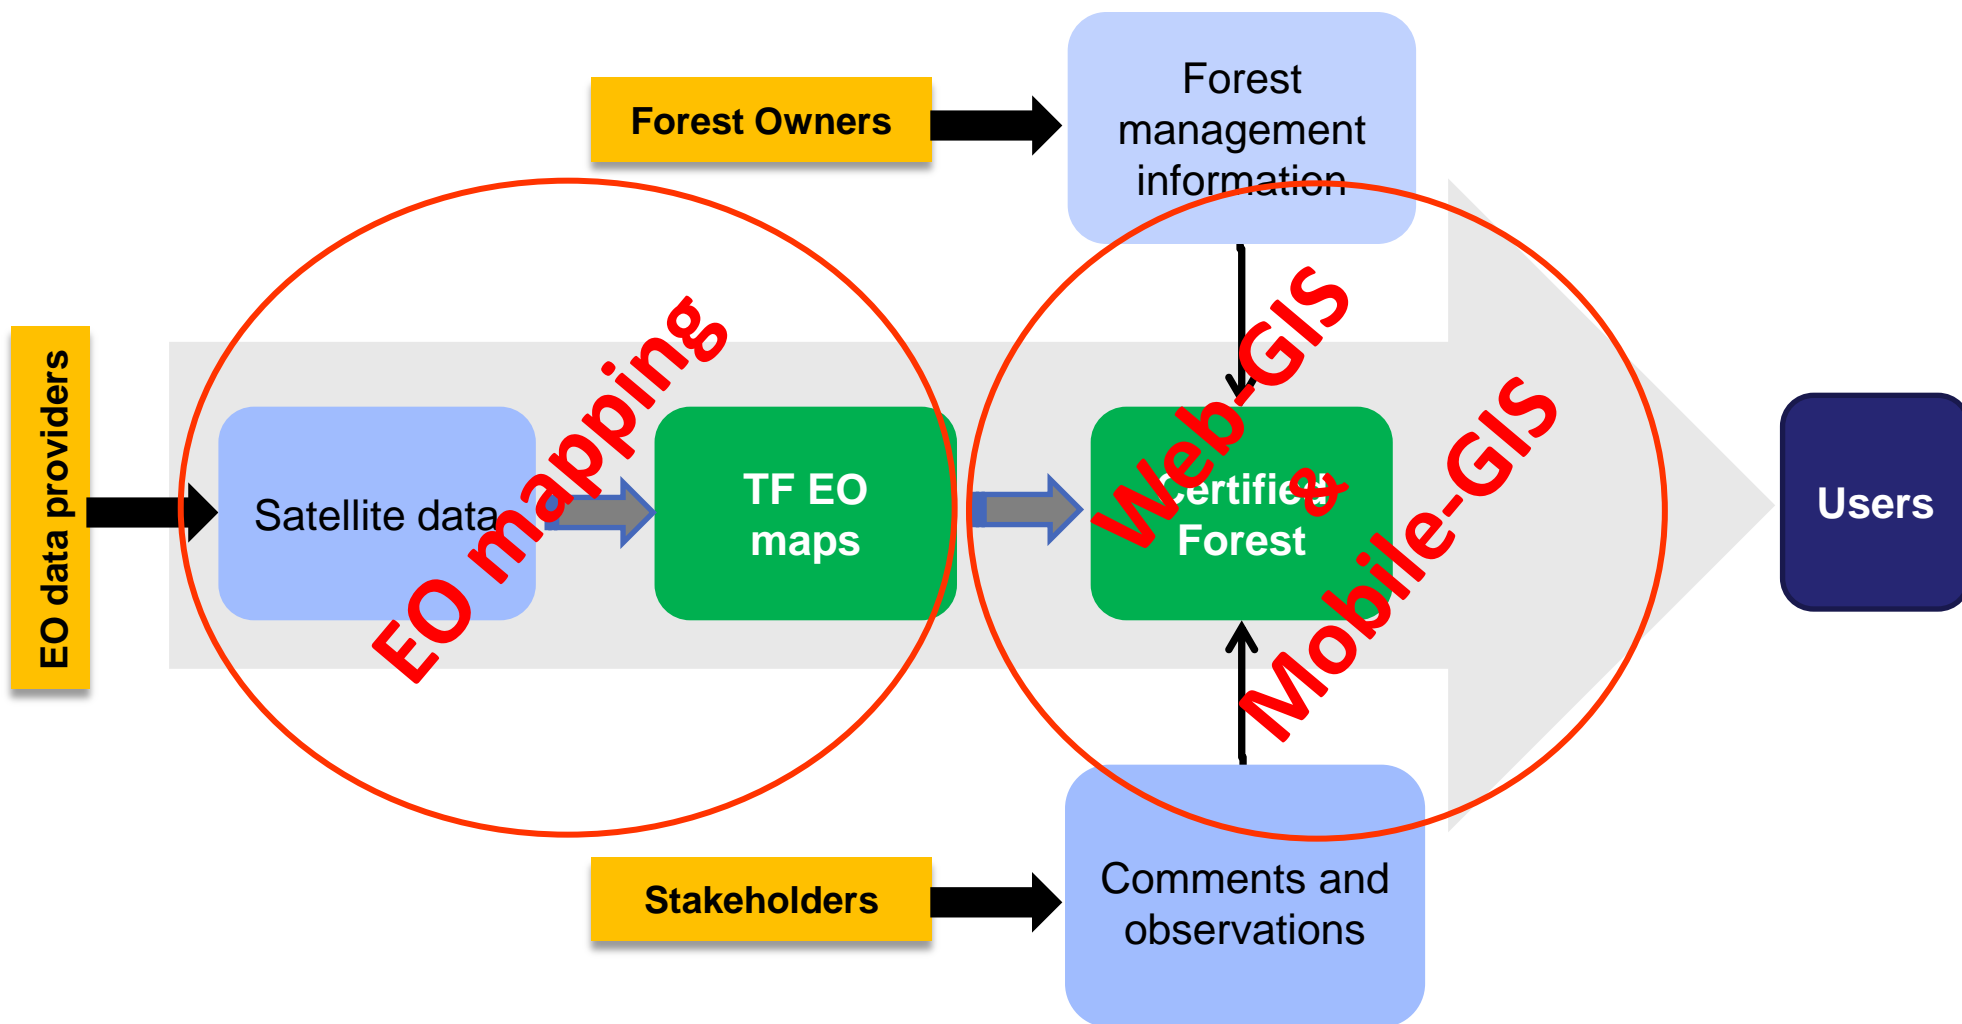 Forest Owners
Forest
management
information
EO data providers
Satellite data
EO mapping
TF EO
maps
Certified
Forest
Web-GIS
&
Mobile-GIS
Users
Stakeholders
Comments and
observations